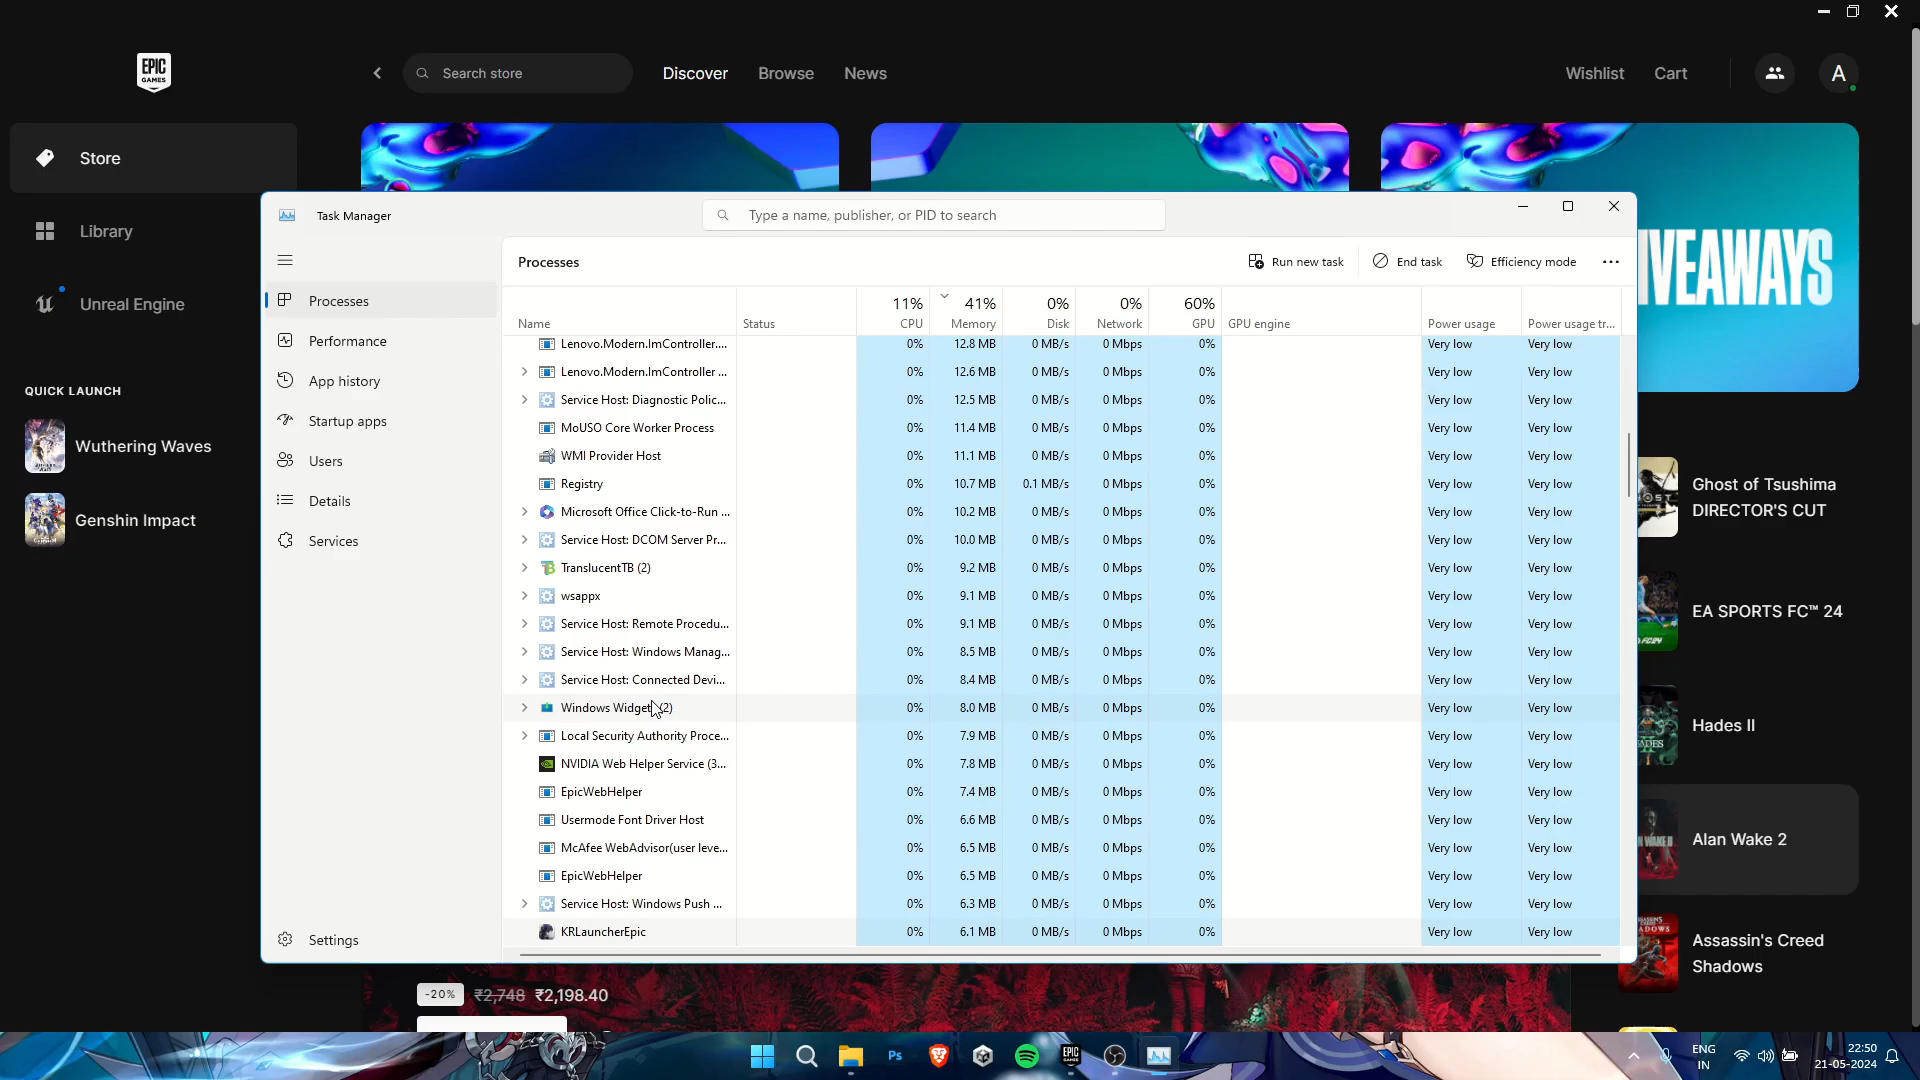 EPIC
GAMES
Search store
Discover
Browse
News
Wishlist
Cart
A
Store
Library
Unreal Engine
QUICK LAUNCH
Wuthering Waves
Genshin Impact
Task Manager
Type a name, publisher, or PID to search
Processes
Performance
App history
Startup apps
Users
Details
Services
Settings
Processes
Run new task
End task
Efficiency mode
11% 41% 0% 0% 60%
Name Status CPU Memory Disk Network GPU GPU engine Power usage Power usage tr...
Lenovo.Modern.ImController.... 0% 12.8 MB 0 MB/s 0 Mbps 0% Very low Very low
Lenovo.Modern.ImController ... 0% 12.6 MB 0 MB/s 0 Mbps 0% Very low Very low
Service Host: Diagnostic Polic... 0% 12.5 MB 0 MB/s 0 Mbps 0% Very low Very low
MoUSO Core Worker Process 0% 11.4 MB 0 MB/s 0 Mbps 0% Very low Very low
WMI Provider Host 0% 11.1 MB 0 MB/s 0 Mbps 0% Very low Very low
Registry 0% 10.7 MB 0.1 MB/s 0 Mbps 0% Very low Very low
Microsoft Office Click-to-Run ... 0% 10.2 MB 0 MB/s 0 Mbps 0% Very low Very low
Service Host: DCOM Server Pr... 0% 10.0 MB 0 MB/s 0 Mbps 0% Very low Very low
TranslucentTB (2) 0% 9.2 MB 0 MB/s 0 Mbps 0% Very low Very low
wsappx 0% 9.1 MB 0 MB/s 0 Mbps 0% Very low Very low
Service Host: Remote Procedu... 0% 9.1 MB 0 MB/s 0 Mbps 0% Very low Very low
Service Host: Windows Manag... 0% 8.5 MB 0 MB/s 0 Mbps 0% Very low Very low
Service Host: Connected Devi... 0% 8.4 MB 0 MB/s 0 Mbps 0% Very low Very low
Windows Widget (2) 0% 8.0 MB 0 MB/s 0 Mbps 0% Very low Very low
Local Security Authority Proce... 0% 7.9 MB 0 MB/s 0 Mbps 0% Very low Very low
NVIDIA Web Helper Service (3... 0% 7.8 MB 0 MB/s 0 Mbps 0% Very low Very low
EpicWebHelper 0% 7.4 MB 0 MB/s 0 Mbps 0% Very low Very low
Usermode Font Driver Host 0% 6.6 MB 0 MB/s 0 Mbps 0% Very low Very low
McAfee WebAdvisor(user leve... 0% 6.5 MB 0 MB/s 0 Mbps 0% Very low Very low
EpicWebHelper 0% 6.5 MB 0 MB/s 0 Mbps 0% Very low Very low
Service Host: Windows Push ... 0% 6.3 MB 0 MB/s 0 Mbps 0% Very low Very low
KRLauncherEpic 0% 6.1 MB 0 MB/s 0 Mbps 0% Very low Very low
IVEAWAYS
Ghost of Tsushima
DIRECTOR'S CUT
EA SPORTS FC™ 24
Hades II
Alan Wake 2
Assassin's Creed
Shadows
-20% ₹2,748 ₹2,198.40
Ps
EPIC
ENG
IN
22:50
21-05-2024